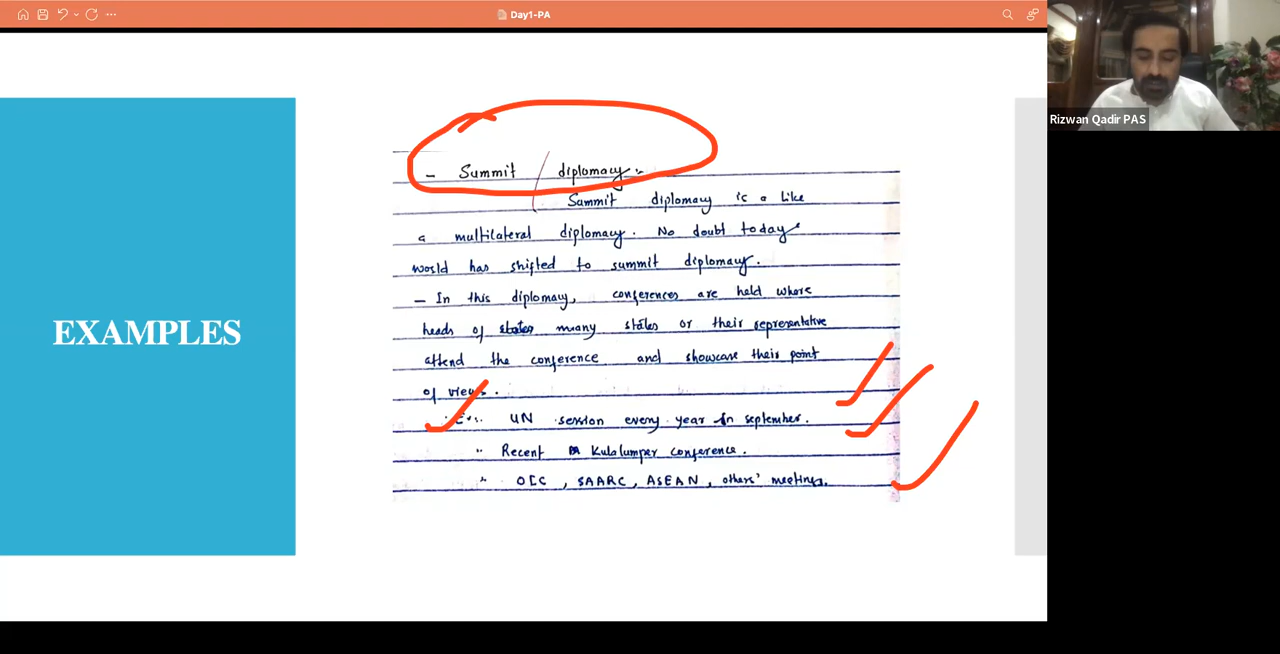 Day1-PA
Rizwan Qadir PAS
EXAMPLES
- Summit diplomacy :-
Summit diplomacy is a like
a multilateral diplomacy. No doubt today
world has shifted to summit diplomacy.
- In this diplomay, conferences are held where
heads of states many states or their representative
attend the conference and showcase their point
of views.
UN session every year in september.
" Recent Kulalumper conference.
" OIC, SAARC, ASEAN, others' meetings.